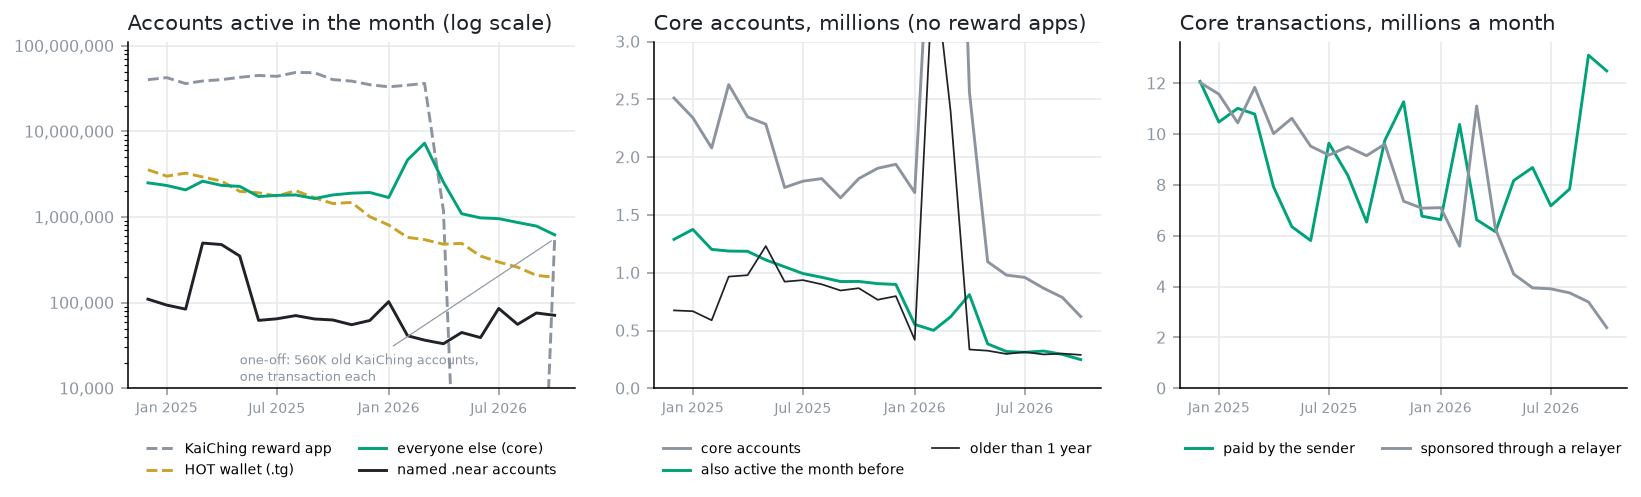 Accounts active in the month (log scale)
100,000,000
10,000,000
1,000,000
100,000
10,000
one-off: 560K old KaiChing accounts,
one transaction each
Jan 2025 Jul 2025 Jan 2026 Jul 2026
KaiChing reward app everyone else (core)
HOT wallet (.tg) named .near accounts
Core accounts, millions (no reward apps)
3.0
2.5
2.0
1.5
1.0
0.5
0.0
Jan 2025 Jul 2025 Jan 2026 Jul 2026
core accounts older than 1 year
also active the month before
Core transactions, millions a month
12
10
8
6
4
2
0
Jan 2025 Jul 2025 Jan 2026 Jul 2026
paid by the sender sponsored through a relayer